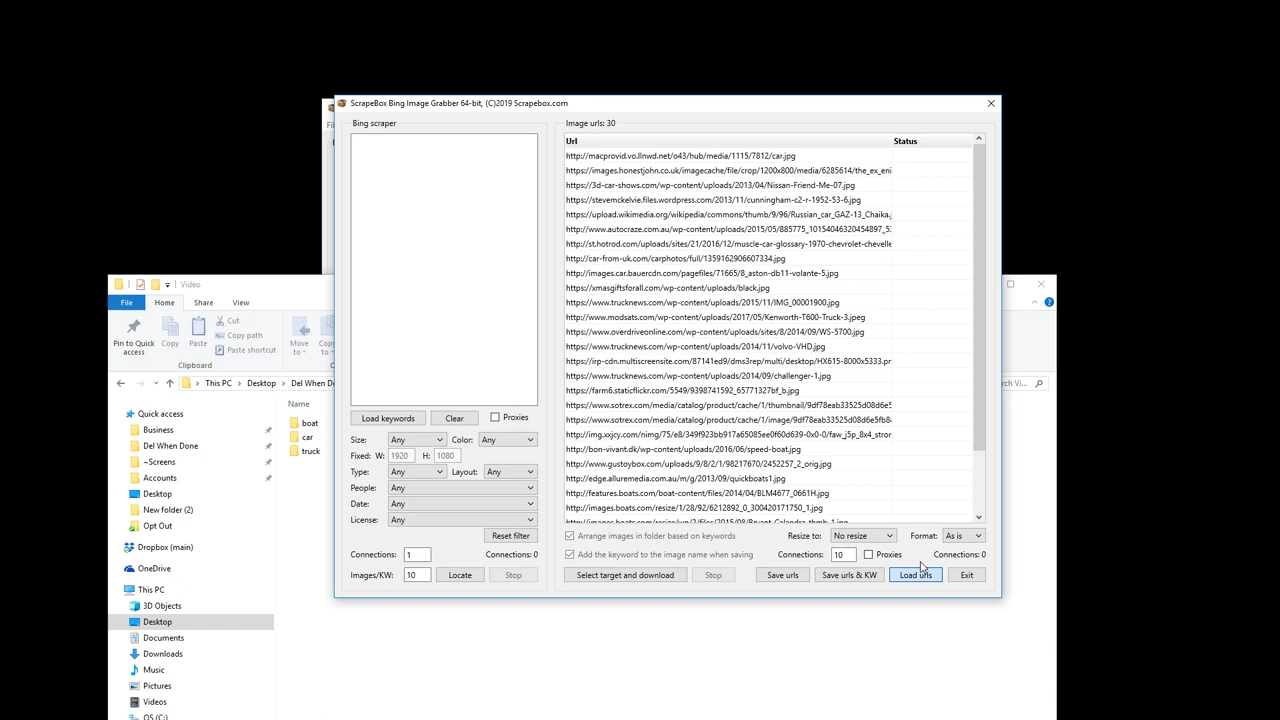 ScrapeBox Bing Image Grabber 64-bit, (C)2019 Scrapebox.com
Bing scraper
Load keywords
Clear
Proxies
Size: Any Color: Any
Fixed: W: 1920 H: 1080
Type: Any Layout: Any
People: Any
Date: Any
License: Any
Reset filter
Connections: 1 Connections: 0
Images/KW: 10 Locate Stop
Image urls: 30
Url Status
http://macprovid.vo.llnwd.net/o43/hub/media/1115/7812/car.jpg
https://images.honestjohn.co.uk/imagecache/file/crop/1200x800/media/6285614/the_ex_eni
https://3d-car-shows.com/wp-content/uploads/2013/04/Nissan-Friend-Me-07.jpg
https://stevemckelvie.files.wordpress.com/2013/11/cunningham-c2-r-1952-53-6.jpg
https://upload.wikimedia.org/wikipedia/commons/thumb/9/96/Russian_car_GAZ-13_Chaika.j
http://www.autocraze.com.au/wp-content/uploads/2015/05/885775_10154046320454897_53
http://st.hotrod.com/uploads/sites/21/2016/12/muscle-car-glossary-1970-chevrolet-chevelle
http://car-from-uk.com/carphotos/full/1359162906607334.jpg
http://images.car.bauercdn.com/pagefiles/71665/8_aston-db11-volante-5.jpg
https://xmasgiftsforall.com/wp-content/uploads/black.jpg
https://www.trucknews.com/wp-content/uploads/2015/11/IMG_00001900.jpg
http://www.modsats.com/wp-content/uploads/2017/05/Kenworth-T600-Truck-3.jpeg
https://www.overdriveonline.com/wp-content/uploads/sites/8/2014/09/WS-5700.jpg
https://www.trucknews.com/wp-content/uploads/2014/11/volvo-VHD.jpg
https://irp-cdn.multiscreensite.com/87141ed9/dms3rep/multi/desktop/HX615-8000x5333.pr
https://www.trucknews.com/wp-content/uploads/2014/09/challenger-1.jpg
https://farm6.staticflickr.com/5549/9398741592_65771327bf_b.jpg
https://www.sotrex.com/media/catalog/product/cache/1/thumbnail/9df78eab33525d08d6e5
https://www.sotrex.com/media/catalog/product/cache/1/image/9df78eab33525d08d6e5fb8d
http://img.xxjcy.com/nimg/75/e8/349f923bb917a65085ee0f60d639-0x0-0/faw_j5p_8x4_stron
http://bon-vivant.dk/wp-content/uploads/2016/06/speed-boat.jpg
http://www.gustoybox.com/uploads/9/8/2/1/98217670/2452257_2_orig.jpg
http://edge.alluremedia.com.au/m/g/2013/09/quickboats1.jpg
http://features.boats.com/boat-content/files/2014/04/BLM4677_0661H.jpg
http://images.boats.com/resize/1/28/92/6212892_0_300420171750_1.jpg
http://images.boats.com/resize/wp/2/files/2015/08/Bryant-Calandra-thmb-1.jpg
Arrange images in folder based on keywords Resize to: No resize Format: As is
Add the keyword to the image name when saving Connections: 10 Proxies Connections: 0
Select target and download Stop Save urls Save urls & KW Load urls Exit
Video
File Home Share View
Pin to Quick access
Copy
Paste
Cut
Copy path
Paste shortcut
Clipboard
Move to
This PC Desktop Del When D
Name
boat
car
truck
Quick access
Business
Del When Done
~Screens
Accounts
Desktop
New folder (2)
Opt Out
Dropbox (main)
OneDrive
This PC
3D Objects
Desktop
Documents
Downloads
Music
Pictures
Videos
OS (C:)